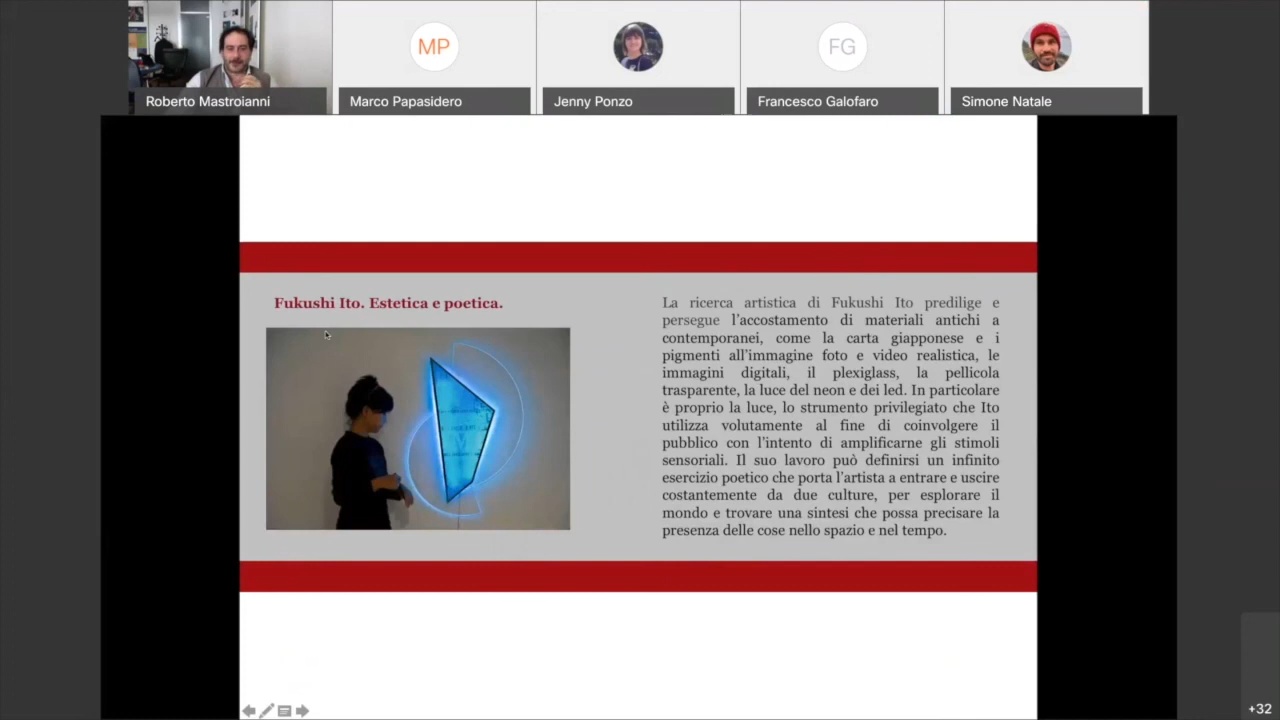 MP
FG
Roberto Mastroianni
Marco Papasidero
Jenny Ponzo
Francesco Galofaro
Simone Natale
Fukushi Ito. Estetica e poetica.
La ricerca artistica di Fukushi Ito predilige e
persegue l'accostamento di materiali antichi a
contemporanei, come la carta giapponese e i
pigmenti all'immagine foto e video realistica, le
immagini digitali, il plexiglass, la pellicola
trasparente, la luce del neon e dei led. In particolare
è proprio la luce, lo strumento privilegiato che Ito
utilizza volutamente al fine di coinvolgere il
pubblico con l'intento di amplificarne gli stimoli
sensoriali. Il suo lavoro può definirsi un infinito
esercizio poetico che porta l'artista a entrare e uscire
costantemente da due culture, per esplorare il
mondo e trovare una sintesi che possa precisare la
presenza delle cose nello spazio e nel tempo.
+32